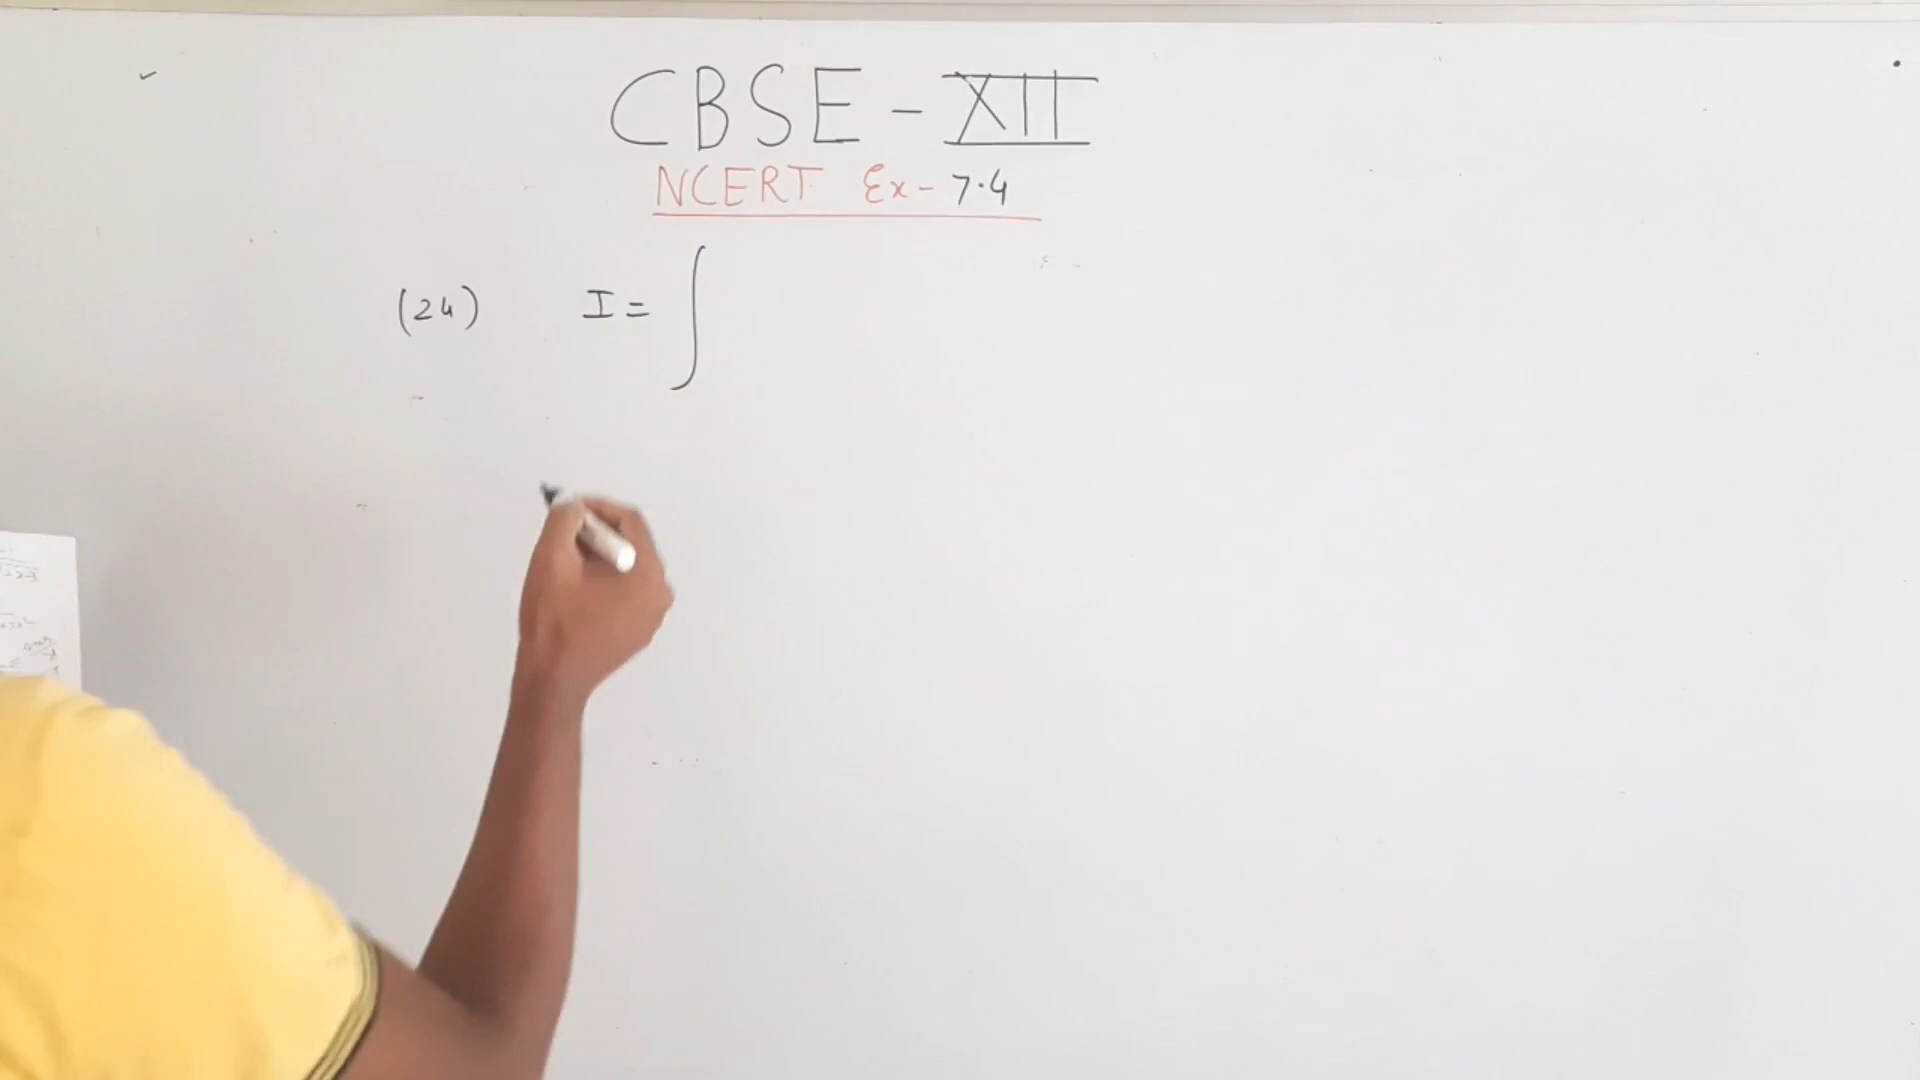 CBSE - XII
NCERT Ex - 7.4
(24) I = ∫